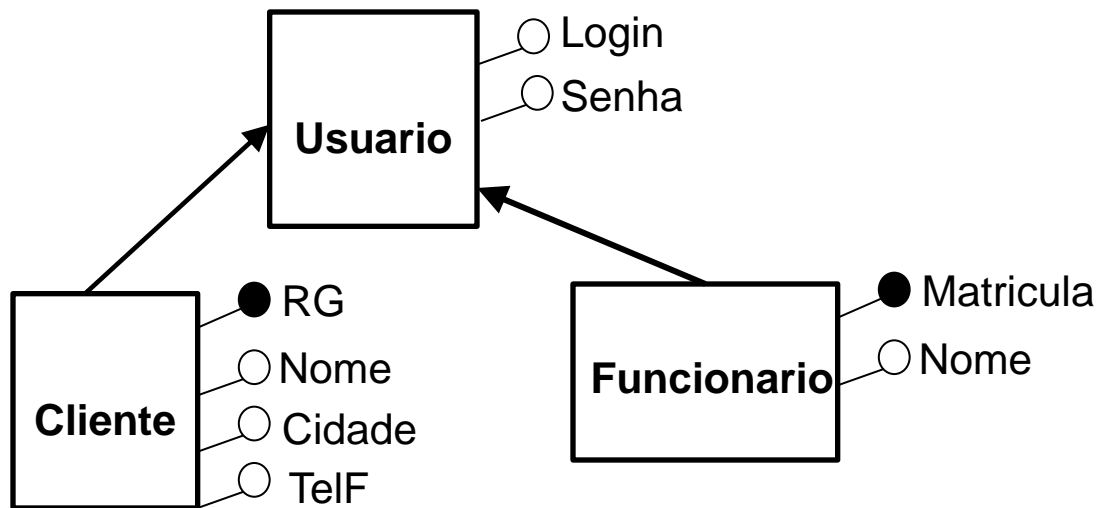 Login
Senha
Usuario
RG
Nome
Cidade
TelF
Cliente
Matricula
Nome
Funcionario